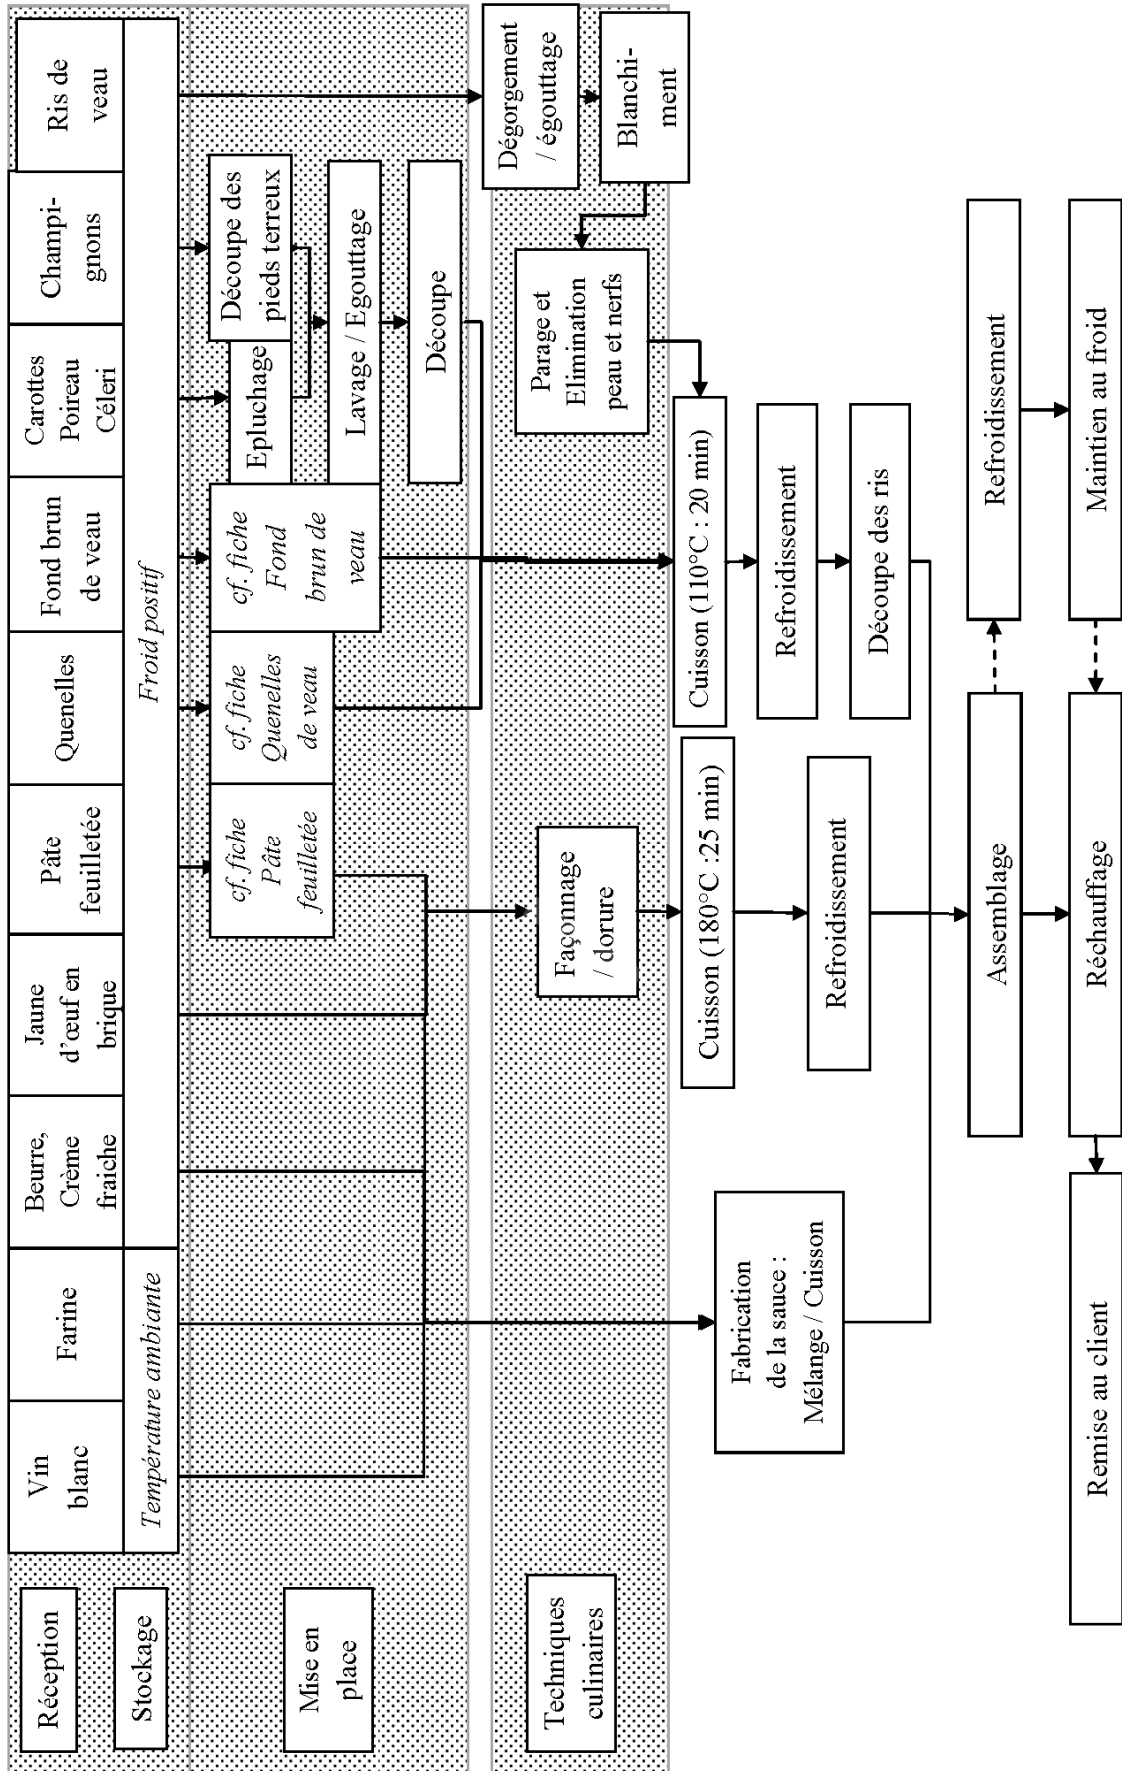 Réception
Vin
blanc
Farine
Beurre,
Crème
fraiche
Jaune
d’œuf en
brique
Pâte
feuilletée
Quenelles
Fond brun
de veau
Carottes
Poireau
Céleri
Champi-
gnons
Ris de
veau
Stockage
Température ambiante
Froid positif
Mise en
place
cf. fiche
Pâte
feuilletée
cf. fiche
Quenelles
de veau
cf. fiche
Fond
brun de
veau
Epluchage
Découpe des
pieds terreux
Lavage / Egouttage
Découpe
Techniques
culinaires
Façonnage
/ dorure
Dégorgement
/ égouttage
Blanchi-
ment
Parage et
Elimination
peau et nerfs
Cuisson (180°C :25 min)
Cuisson (110°C : 20 min)
Fabrication
de la sauce :
Mélange / Cuisson
Refroidissement
Refroidissement
Découpe des ris
Assemblage
Refroidissement
Remise au client
Réchauffage
Maintien au froid